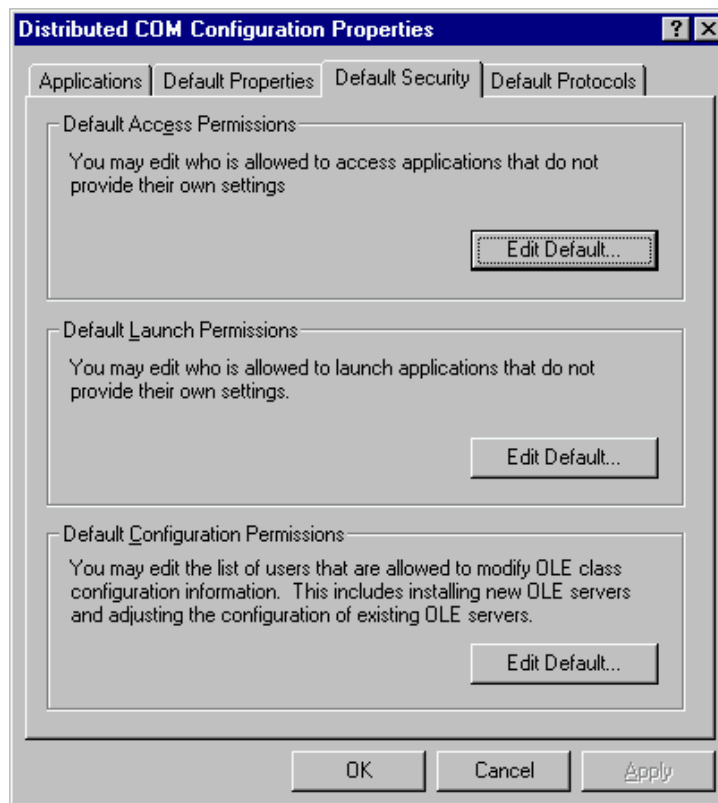 Distributed COM Configuration Properties
Applications
Default Properties
Default Security
Default Protocols
Default Access Permissions
You may edit who is allowed to access applications that do not
provide their own settings
Edit Default...
Default Launch Permissions
You may edit who is allowed to launch applications that do not
provide their own settings.
Edit Default...
Default Configuration Permissions
You may edit the list of users that are allowed to modify OLE class
configuration information.  This includes installing new OLE servers
and adjusting the configuration of existing OLE servers.
Edit Default...
OK
Cancel
Apply